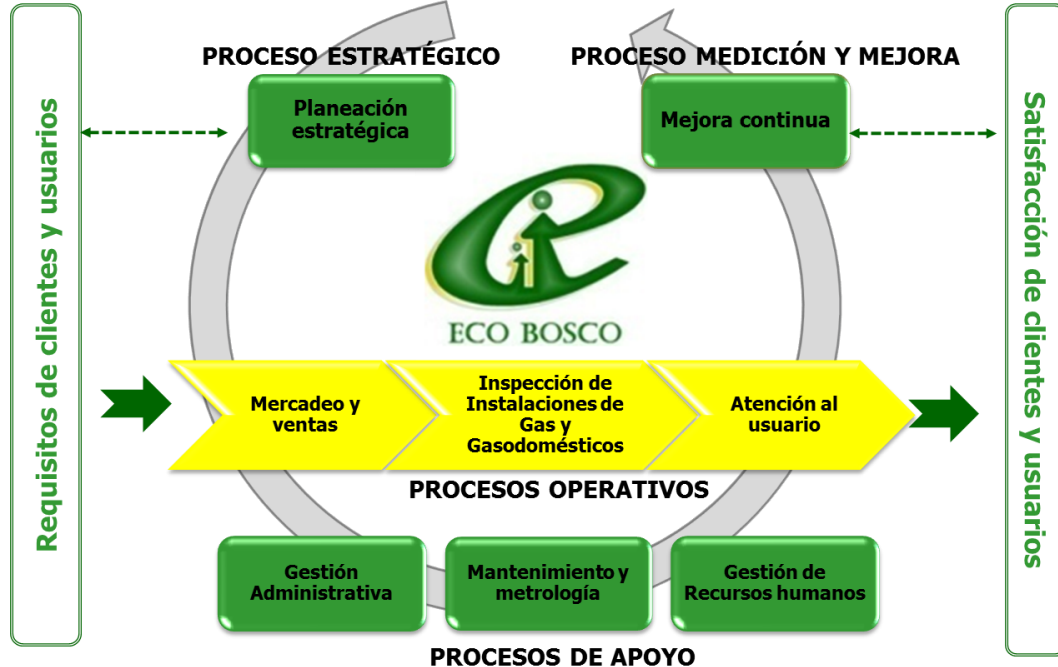 Requisitos de clientes y usuarios
PROCESO ESTRATÉGICO
Planeación
estratégica
PROCESO MEDICIÓN Y MEJORA
Mejora continua
ECO BOSCO
Mercadeo y
ventas
Inspección de
Instalaciones de
Gas y
Gasodomésticos
Atención al
usuario
PROCESOS OPERATIVOS
Gestión
Administrativa
Mantenimiento y
metrología
Gestión de
Recursos humanos
PROCESOS DE APOYO
Satisfacción de clientes y usuarios